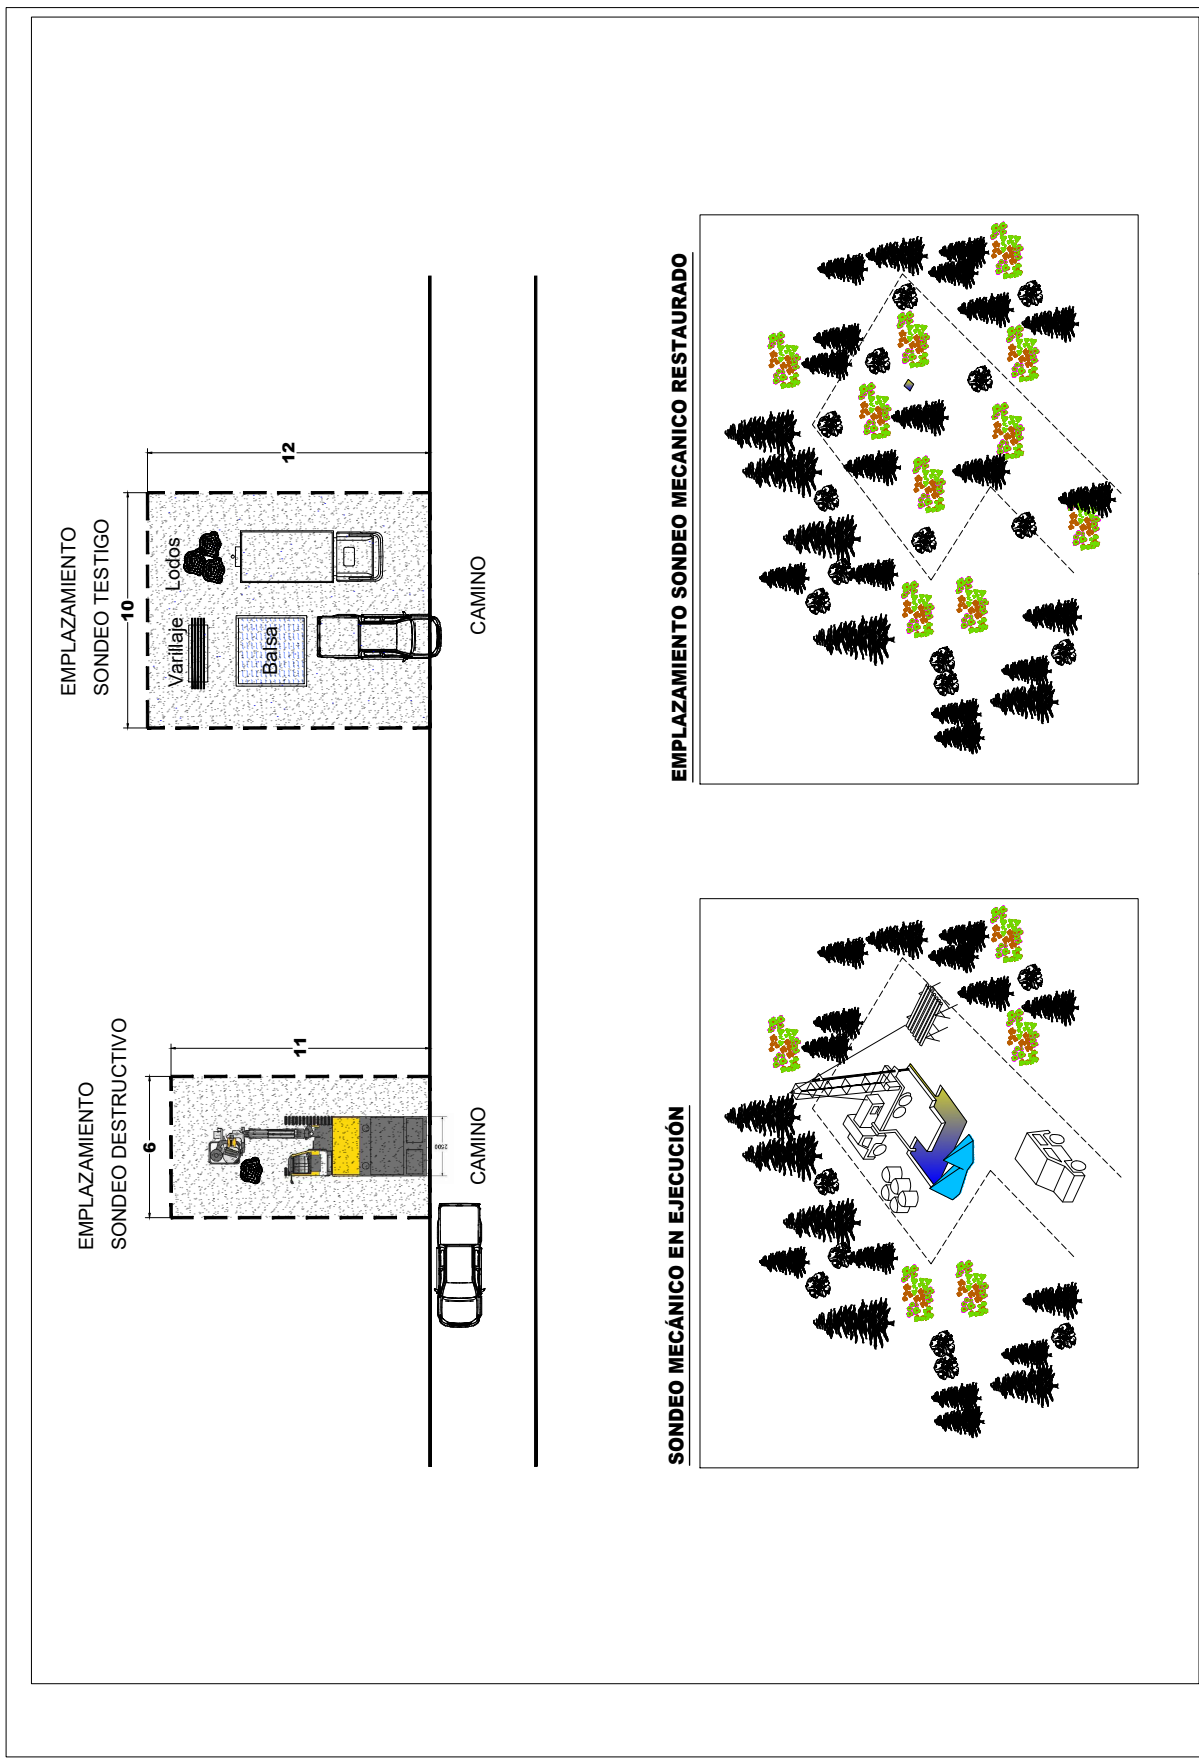 EMPLAZAMIENTO
SONDEO DESTRUCTIVO
6
11
2500
CAMINO
EMPLAZAMIENTO
SONDEO TESTIGO
10
12
Varillaje
Lodos
Balsa
CAMINO
SONDEO MECÁNICO EN EJECUCIÓN
EMPLAZAMIENTO SONDEO MECANICO RESTAURADO